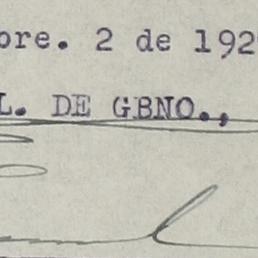 bre. 2 de 192
L. DE GBNO.,